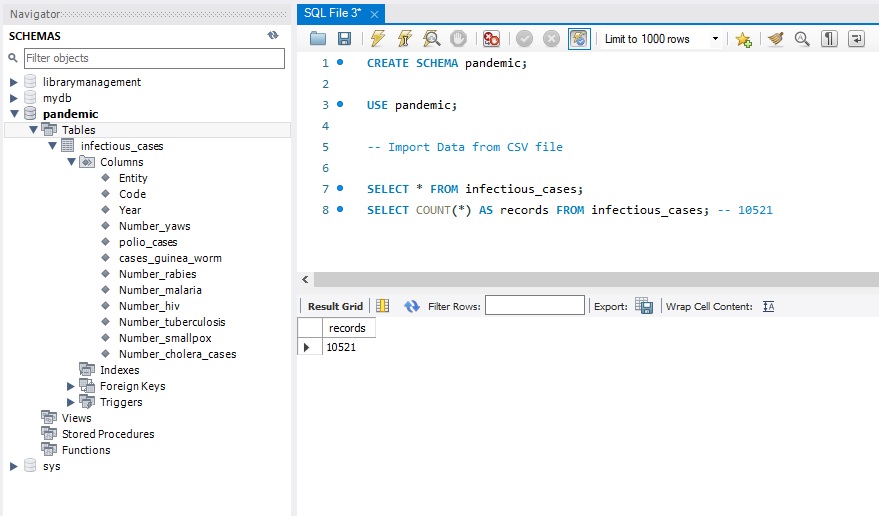 Navigator
SCHEMAS
Filter objects
librarymanagement
mydb
pandemic
Tables
infectious_cases
Columns
Entity
Code
Year
Number_yaws
polio_cases
cases_guinea_worm
Number_rabies
Number_malaria
Number_hiv
Number_tuberculosis
Number_smallpox
Number_cholera_cases
Indexes
Foreign Keys
Triggers
Views
Stored Procedures
Functions
sys
SQL File 3*
Limit to 1000 rows
1 CREATE SCHEMA pandemic;
2
3 USE pandemic;
4
5 -- Import Data from CSV file
6
7 SELECT * FROM infectious_cases;
8 SELECT COUNT(*) AS records FROM infectious_cases; -- 10521
Result Grid Filter Rows: Export: Wrap Cell Content:
records
10521